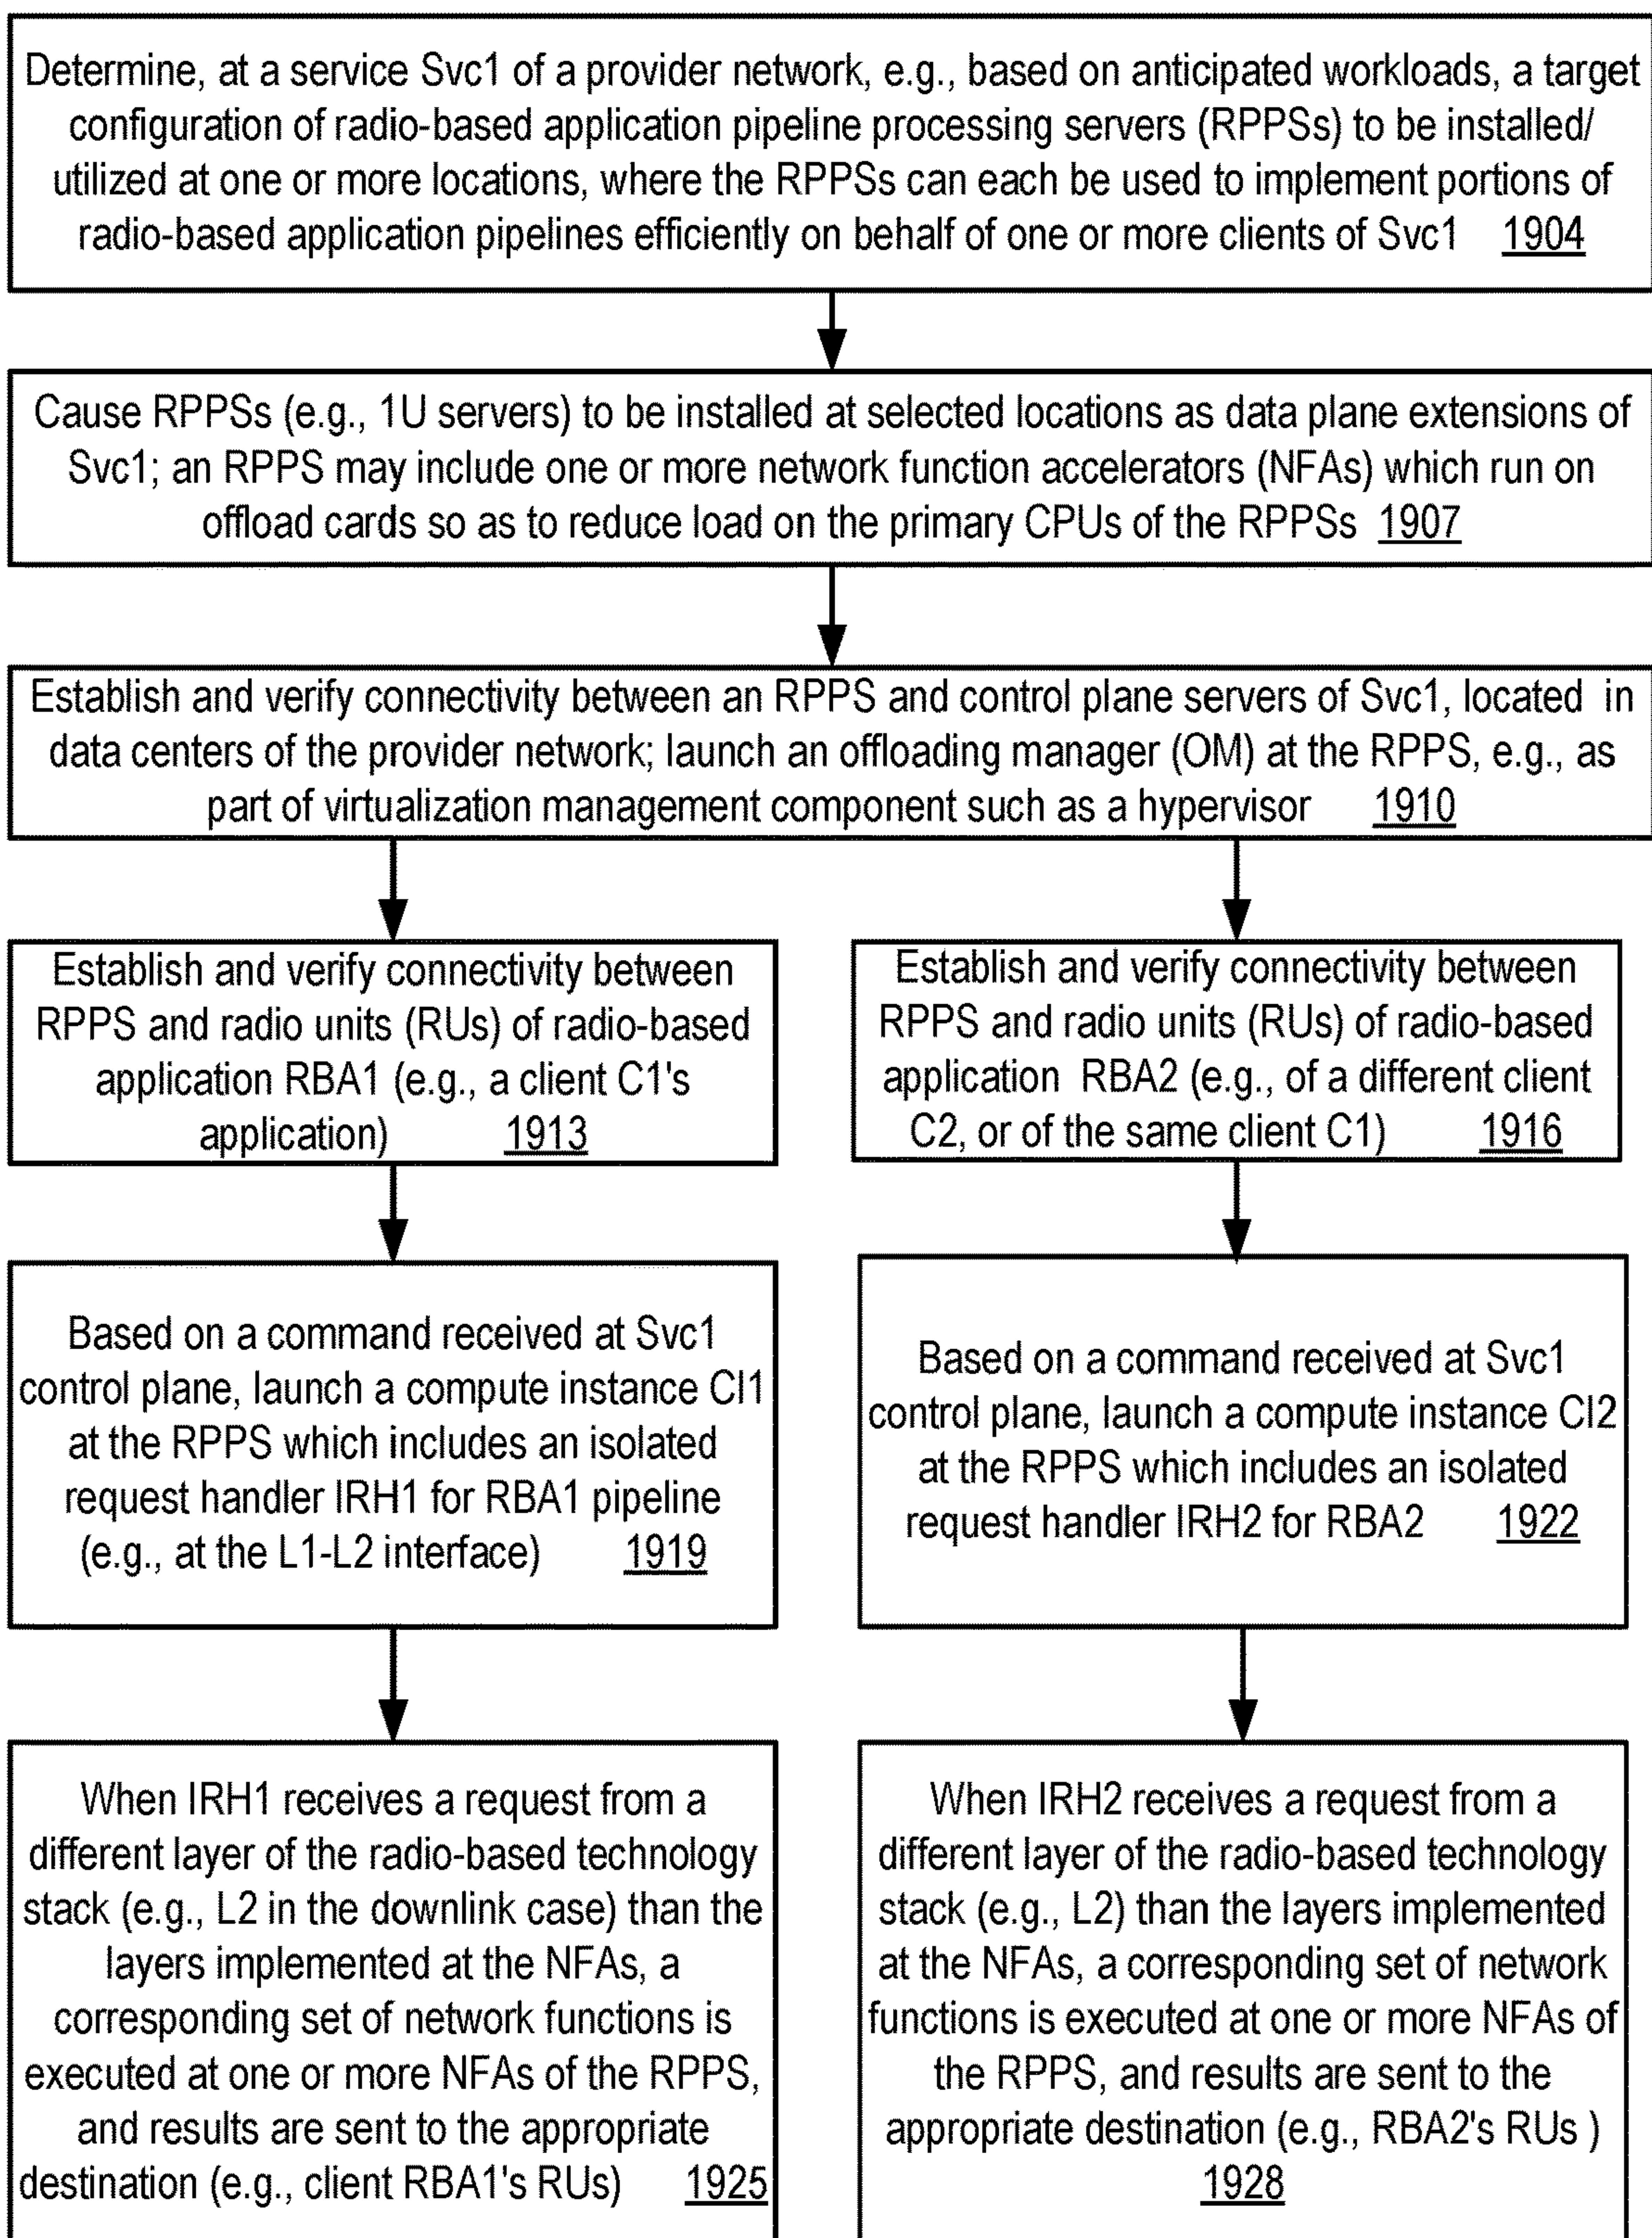 Determine, at a service Svc1 of a provider network, e.g., based on anticipated workloads, a target
configuration of radio-based application pipeline processing servers (RPPSs) to be installed/
utilized at one or more locations, where the RPPSs can each be used to implement portions of
radio-based application pipelines efficiently on behalf of one or more clients of Svc1 1904
Cause RPPSs (e.g., 1U servers) to be installed at selected locations as data plane extensions of
Svc1; an RPPS may include one or more network function accelerators (NFAs) which run on
offload cards so as to reduce load on the primary CPUs of the RPPSs 1907
Establish and verify connectivity between an RPPS and control plane servers of Svc1, located in
data centers of the provider network; launch an offloading manager (OM) at the RPPS, e.g., as
part of virtualization management component such as a hypervisor 1910
Establish and verify connectivity between
RPPS and radio units (RUs) of radio-based
application RBA1 (e.g., a client C1's
application) 1913
Establish and verify connectivity between
RPPS and radio units (RUs) of radio-based
application RBA2 (e.g., of a different client
C2, or of the same client C1) 1916
Based on a command received at Svc1
control plane, launch a compute instance CI1
at the RPPS which includes an isolated
request handler IRH1 for RBA1 pipeline
(e.g., at the L1-L2 interface) 1919
Based on a command received at Svc1
control plane, launch a compute instance CI2
at the RPPS which includes an isolated
request handler IRH2 for RBA2 1922
When IRH1 receives a request from a
different layer of the radio-based technology
stack (e.g., L2 in the downlink case) than the
layers implemented at the NFAs, a
corresponding set of network functions is
executed at one or more NFAs of the RPPS,
and results are sent to the appropriate
destination (e.g., client RBA1's RUs) 1925
When IRH2 receives a request from a
different layer of the radio-based technology
stack (e.g., L2) than the layers implemented
at the NFAs, a corresponding set of network
functions is executed at one or more NFAs of
the RPPS, and results are sent to the
appropriate destination (e.g., RBA2's RUs )
1928